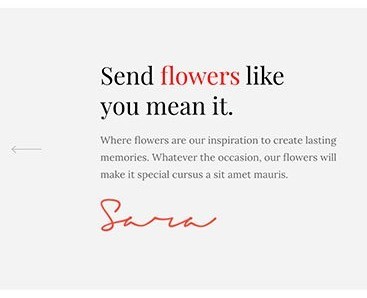 Send flowers like
you mean it.
Where flowers are our inspiration to create lasting
memories. Whatever the occasion, our flowers will
make it special cursus a sit amet mauris.
Sara